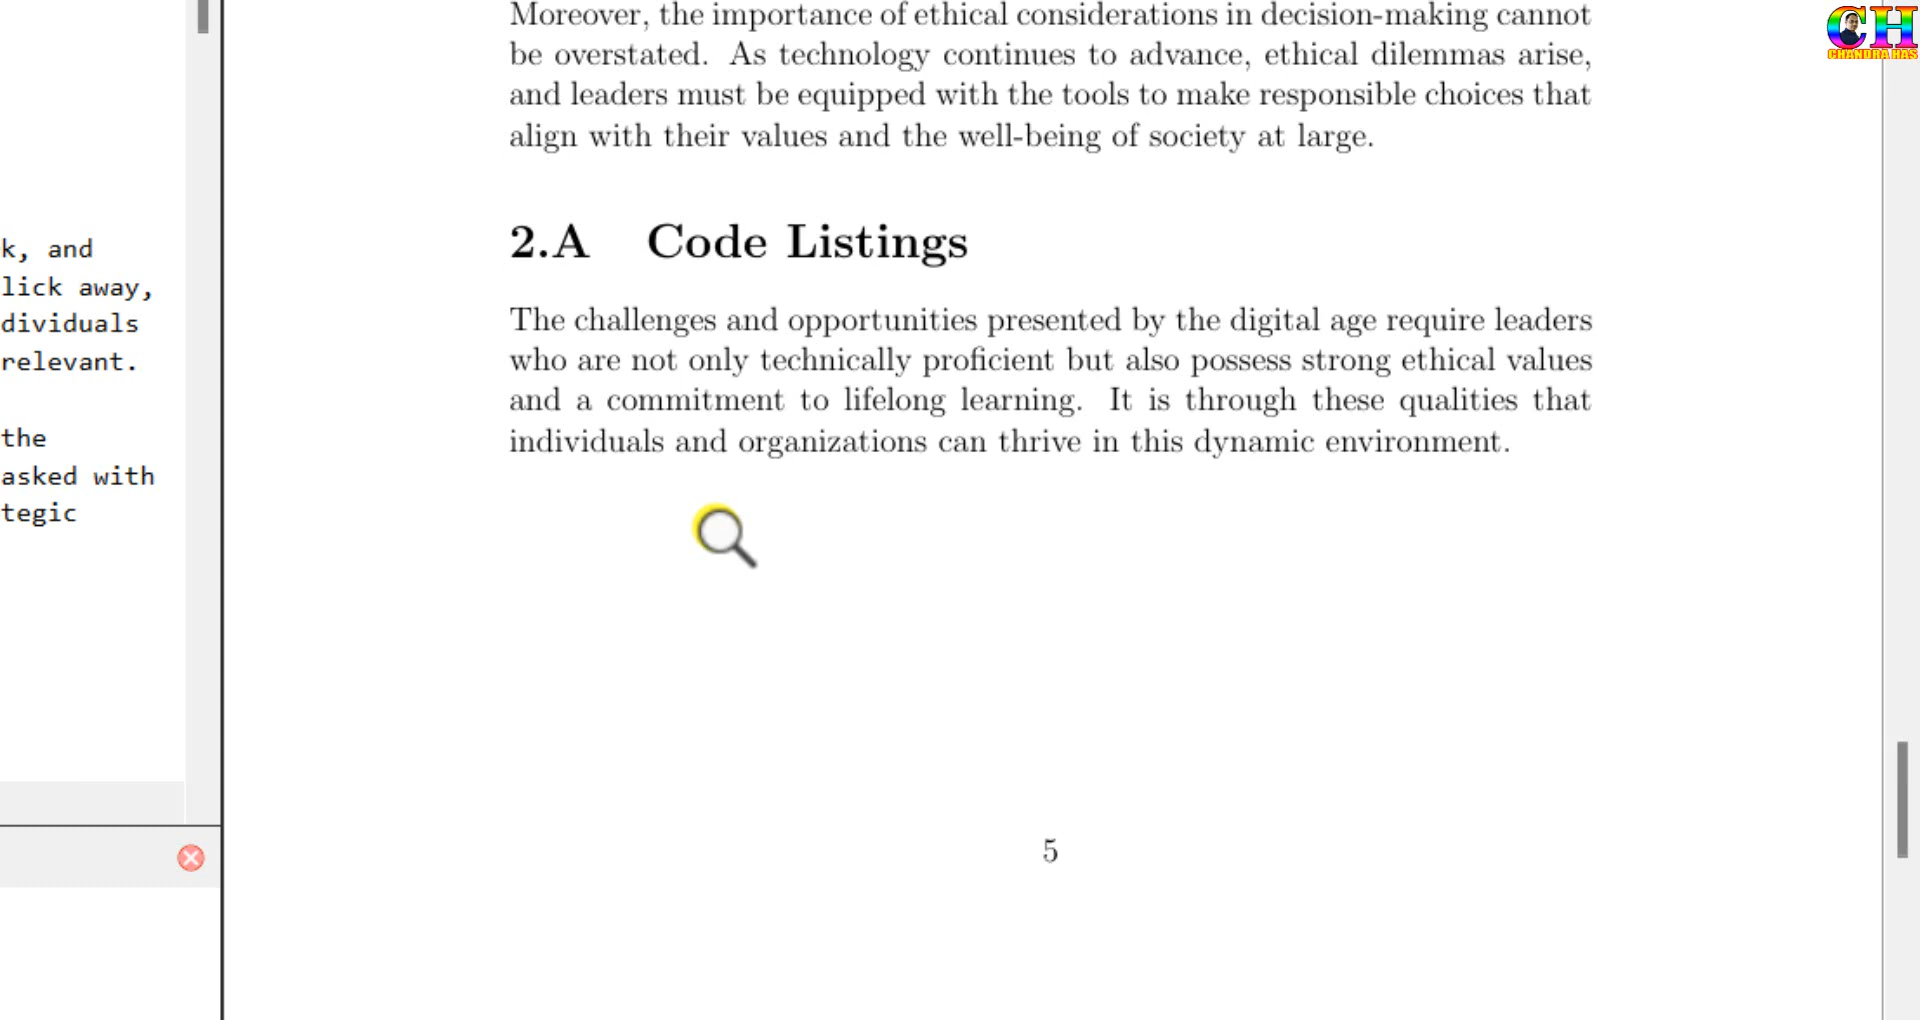 k, and
lick away,
dividuals
relevant.
the
asked with
tegic
Moreover, the importance of ethical considerations in decision-making cannot
be overstated. As technology continues to advance, ethical dilemmas arise,
and leaders must be equipped with the tools to make responsible choices that
align with their values and the well-being of society at large.
2.A Code Listings
The challenges and opportunities presented by the digital age require leaders
who are not only technically proficient but also possess strong ethical values
and a commitment to lifelong learning. It is through these qualities that
individuals and organizations can thrive in this dynamic environment.
5
CH
CHANDRA HAS